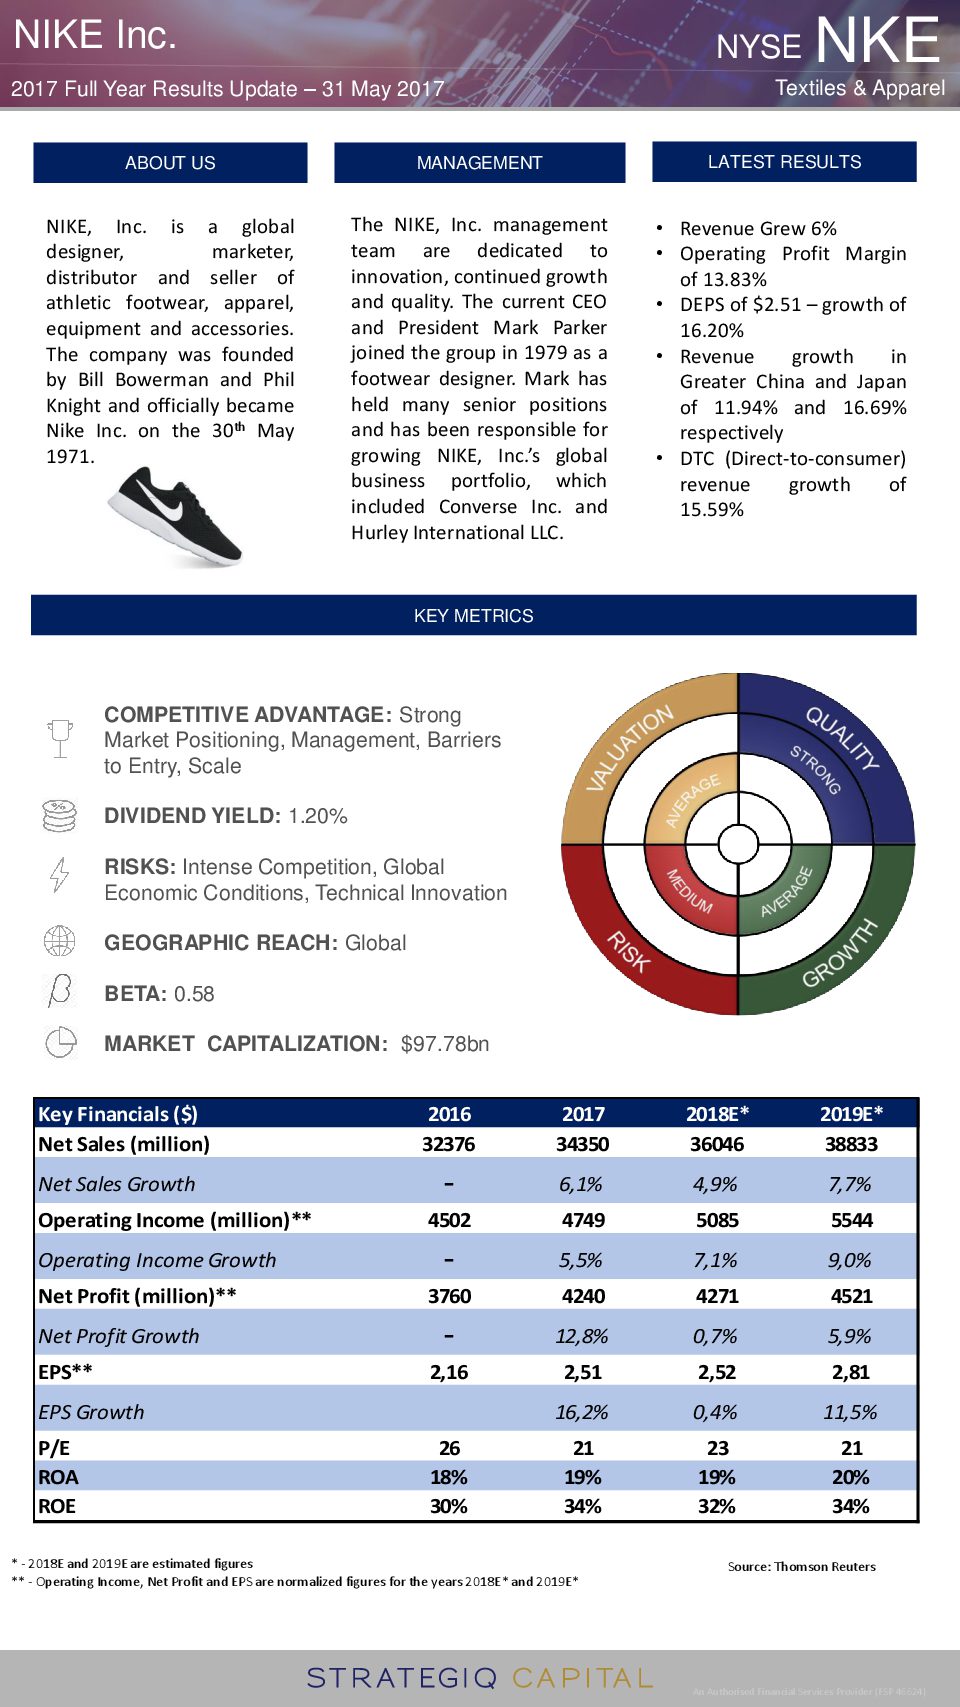 NIKE Inc.
NYSE NKE
2017 Full Year Results Update – 31 May 2017
Textiles & Apparel
ABOUT US
NIKE, Inc. is a global
designer, marketer,
distributor and seller of
athletic footwear, apparel,
equipment and accessories.
The company was founded
by Bill Bowerman and Phil
Knight and officially became
Nike Inc. on the 30th May
1971.
MANAGEMENT
The NIKE, Inc. management
team are dedicated to
innovation, continued growth
and quality. The current CEO
and President Mark Parker
joined the group in 1979 as a
footwear designer. Mark has
held many senior positions
and has been responsible for
growing NIKE, Inc.’s global
business portfolio, which
included Converse Inc. and
Hurley International LLC.
LATEST RESULTS
• Revenue Grew 6%
• Operating Profit Margin
of 13.83%
• DEPS of $2.51 – growth of
16.20%
• Revenue growth in
Greater China and Japan
of 11.94% and 16.69%
respectively
• DTC (Direct-to-consumer)
revenue growth of
15.59%
KEY METRICS
COMPETITIVE ADVANTAGE: Strong
Market Positioning, Management, Barriers
to Entry, Scale
DIVIDEND YIELD: 1.20%
RISKS: Intense Competition, Global
Economic Conditions, Technical Innovation
GEOGRAPHIC REACH: Global
β
BETA: 0.58
MARKET CAPITALIZATION: $97.78bn
VALUATION
QUALITY
STRONG
AVERAGE
MEDIUM
AVERAGE
RISK
GROWTH
Key Financials ($) 2016 2017 2018E* 2019E*
Net Sales (million) 32376 34350 36046 38833
Net Sales Growth – 6,1% 4,9% 7,7%
Operating Income (million)** 4502 4749 5085 5544
Operating Income Growth – 5,5% 7,1% 9,0%
Net Profit (million)** 3760 4240 4271 4521
Net Profit Growth – 12,8% 0,7% 5,9%
EPS** 2,16 2,51 2,52 2,81
EPS Growth 16,2% 0,4% 11,5%
P/E 26 21 23 21
ROA 18% 19% 19% 20%
ROE 30% 34% 32% 34%
* - 2018E and 2019E are estimated figures
** - Operating Income, Net Profit and EPS are normalized figures for the years 2018E* and 2019E*
Source: Thomson Reuters
STRATEGIQ CAPITAL
An Authorised Financial Services Provider (FSP 46624)